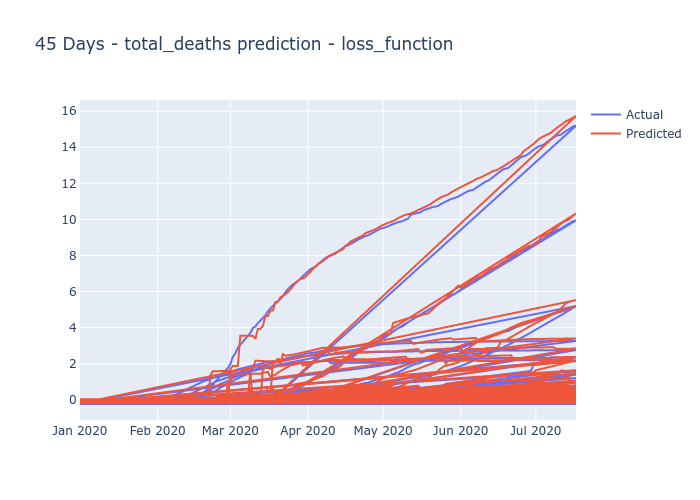 45 Days - total_deaths prediction - loss_function
16
14
12
10
8
6
4
2
0
Jan 2020
Feb 2020
Mar 2020
Apr 2020
May 2020
Jun 2020
Jul 2020
Actual
Predicted